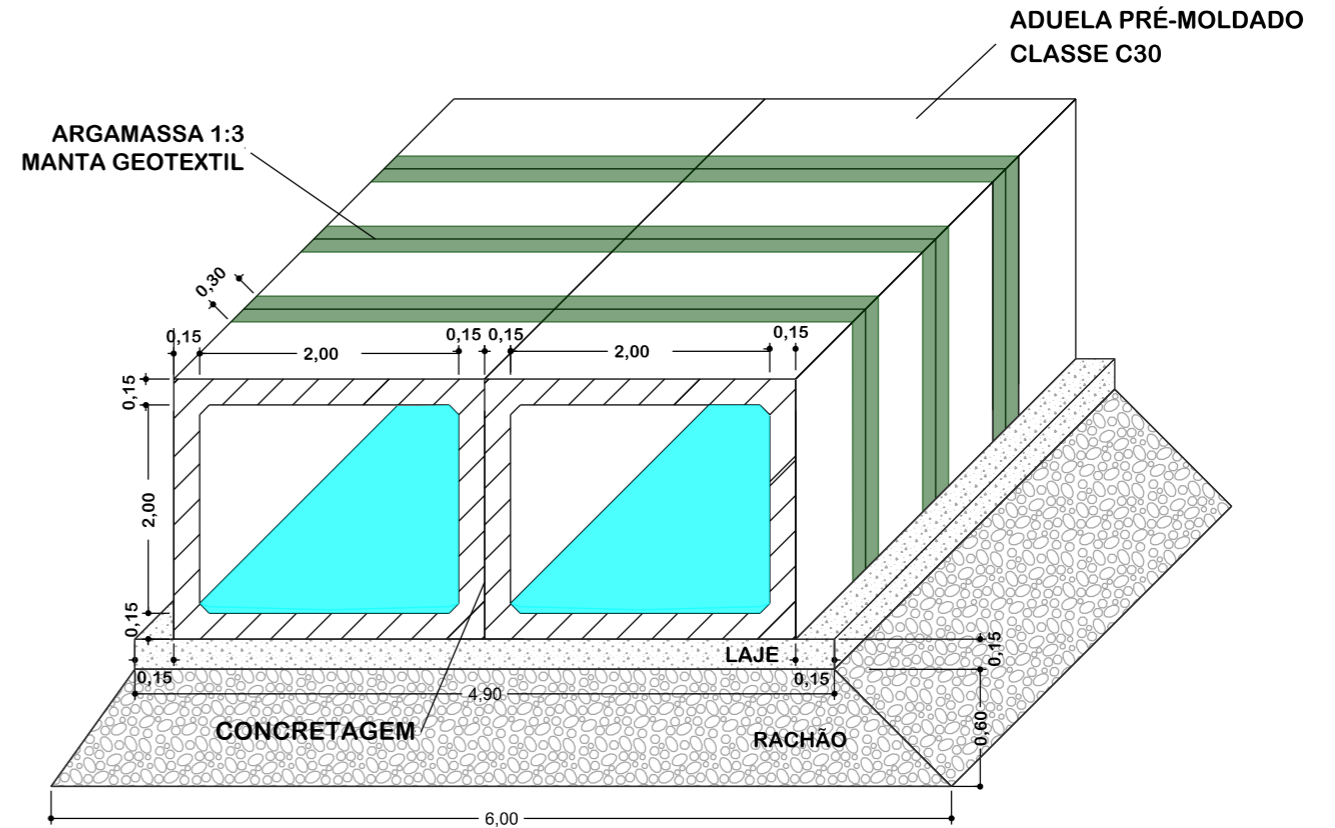 ADUELA PRÉ-MOLDADO
CLASSE C30
ARGAMASSA 1:3
MANTA GEOTEXTIL
0,30
0,15
2,00
0,15 0,15
2,00
0,15
0,15
2,00
0,15
LAJE
0,15
0,15
0,15
4,90
CONCRETAGEM
RACHÃO
0,60
6,00